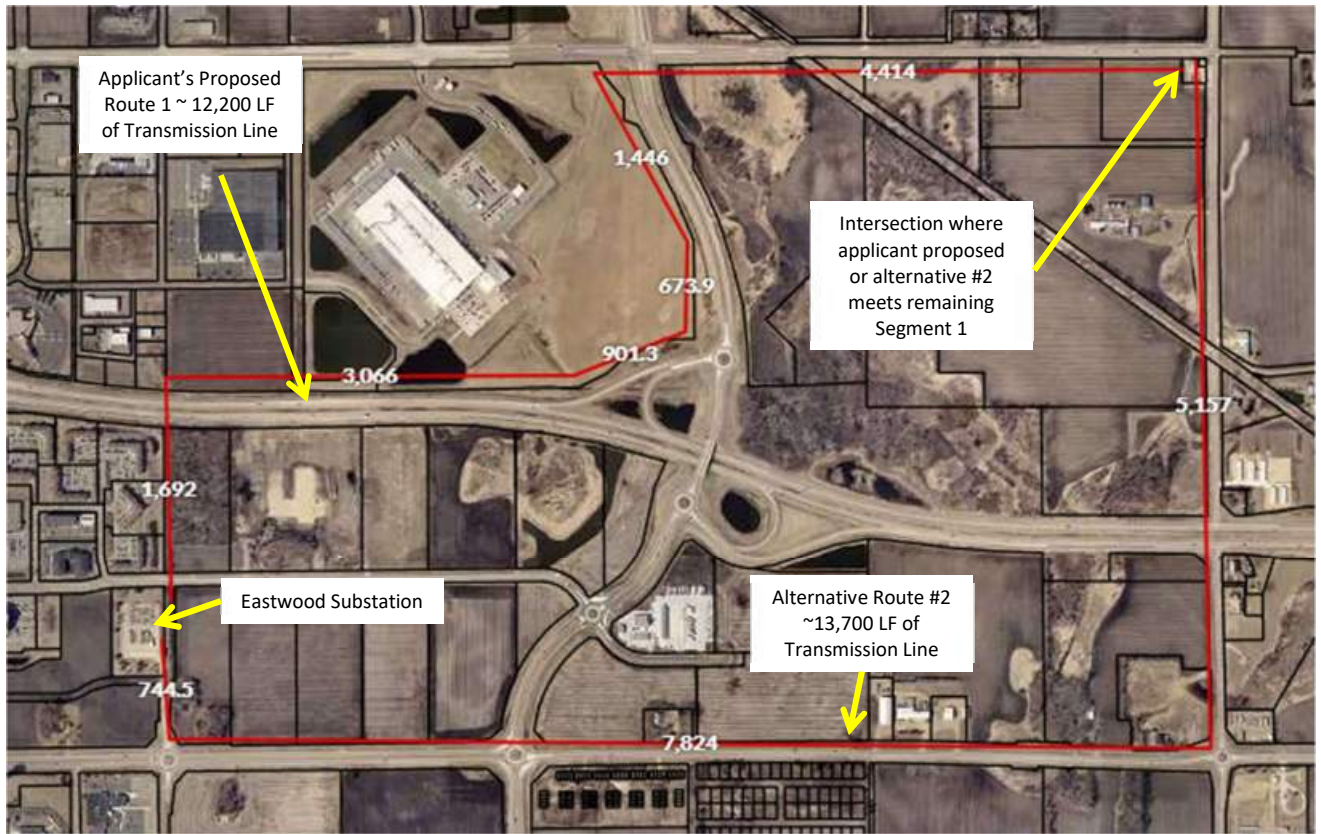 Applicant's Proposed
Route 1 ~ 12,200 LF
of Transmission Line
4,414
1,446
Intersection where
applicant proposed
or alternative #2
meets remaining
Segment 1
673.9
901.3
3,066
5,157
1,692
Eastwood Substation
Alternative Route #2
~13,700 LF of
Transmission Line
744.5
7,824